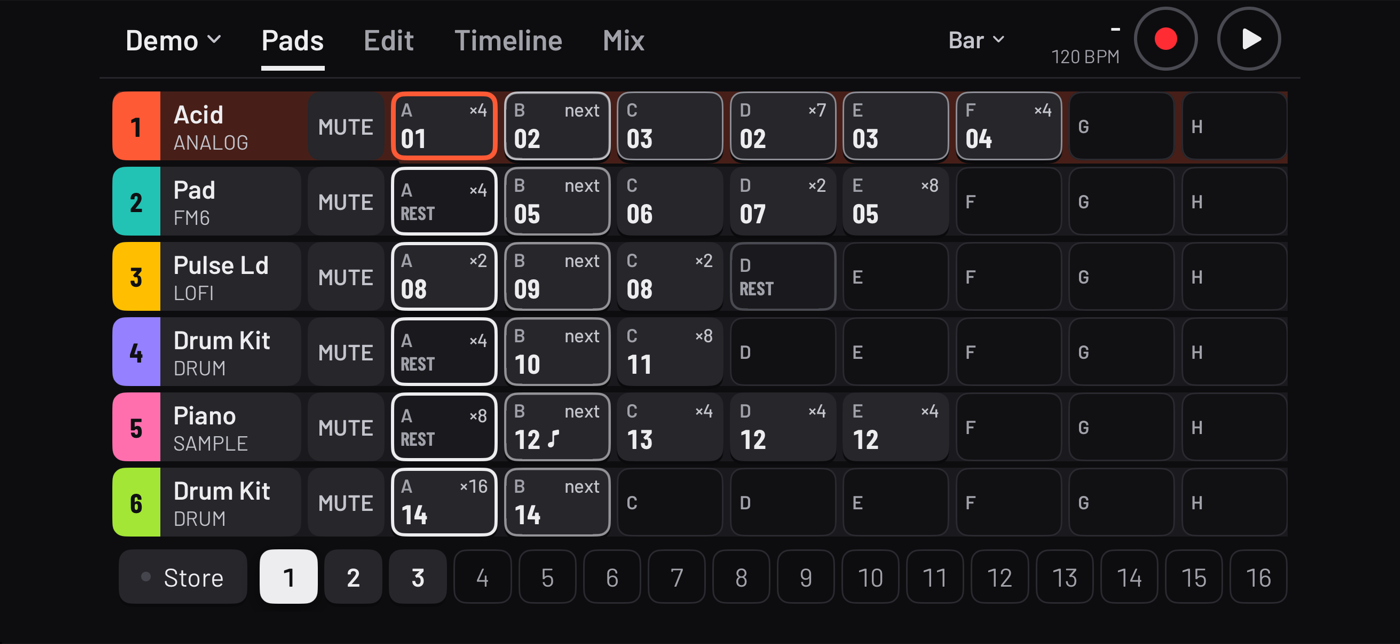 Demo Pads Edit Timeline Mix Bar -
120 BPM
1 Acid MUTE A ×4 B next C D ×7 E F ×4 G H
ANALOG 01 02 03 02 03 04
2 Pad MUTE A ×4 B next C D ×2 E ×8 F G H
FM6 REST 05 06 07 05
3 Pulse Ld MUTE A ×2 B next C ×2 D E F G H
LOFI 08 09 08 REST
4 Drum Kit MUTE A ×4 B next C ×8 D E F G H
DRUM REST 10 11
5 Piano MUTE A ×8 B next C ×4 D ×4 E ×4 F G H
SAMPLE REST 12 ♪ 13 12 12
6 Drum Kit MUTE A ×16 B next C D E F G H
DRUM 14 14
Store 1 2 3 4 5 6 7 8 9 10 11 12 13 14 15 16